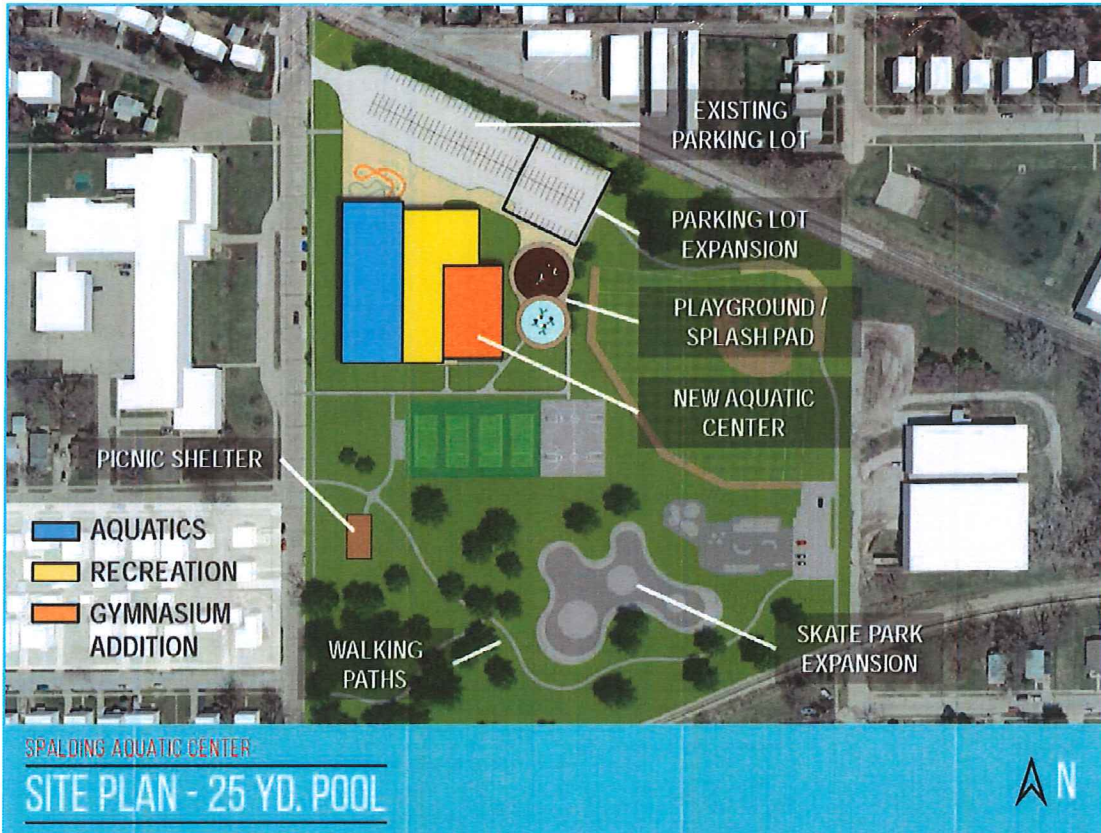 EXISTING
PARKING LOT
PARKING LOT
EXPANSION
PLAYGROUND /
SPLASH PAD
NEW AQUATIC
CENTER
PICNIC SHELTER
AQUATICS
RECREATION
GYMNASIUM
ADDITION
WALKING
PATHS
SKATE PARK
EXPANSION
SPALDING AQUATIC CENTER
SITE PLAN - 25 YD. POOL
N